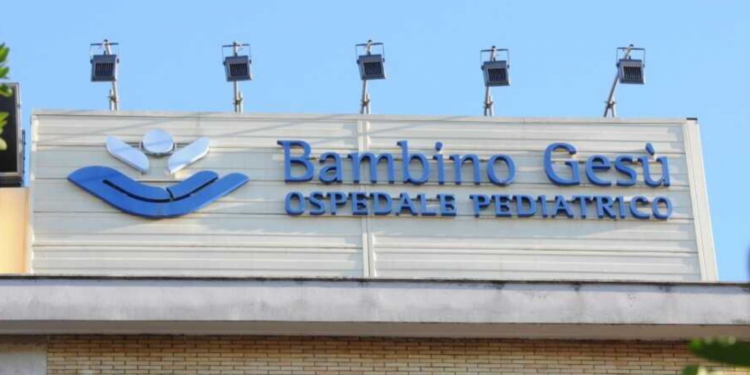 Bambino Gesù
OSPEDALE PEDIATRICO